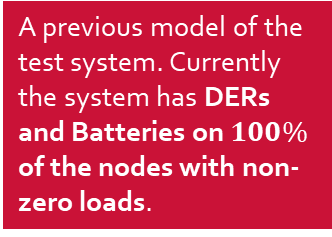 A previous model of the
test system. Currently
the system has DERs
and Batteries on 100%
of the nodes with non-
zero loads.